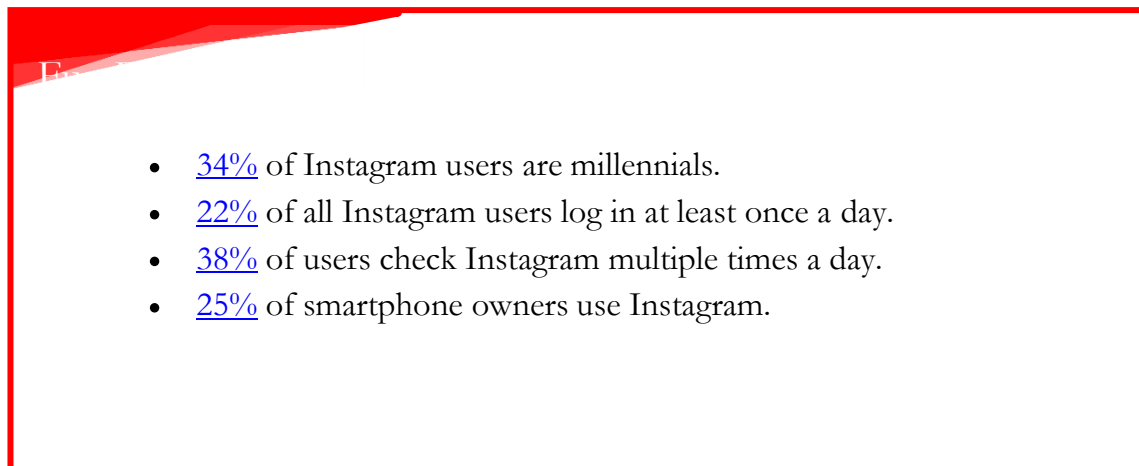 • 34% of Instagram users are millennials.
• 22% of all Instagram users log in at least once a day.
• 38% of users check Instagram multiple times a day.
• 25% of smartphone owners use Instagram.